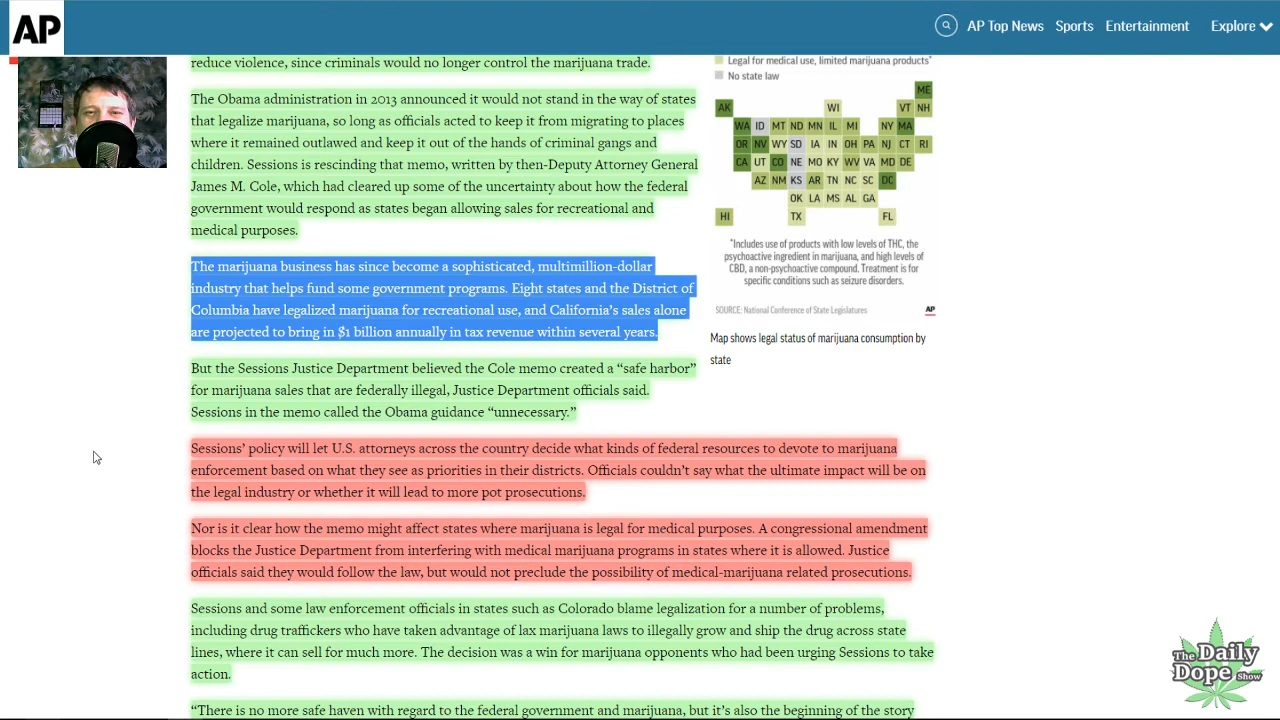 AP
AP Top News
Sports
Entertainment
Explore
reduce violence, since criminals would no longer control the marijuana trade.
The Obama administration in 2013 announced it would not stand in the way of states
that legalize marijuana, so long as officials acted to keep it from migrating to places
where it remained outlawed and keep it out of the hands of criminal gangs and
children. Sessions is rescinding that memo, written by then-Deputy Attorney General
James M. Cole, which had cleared up some of the uncertainty about how the federal
government would respond as states began allowing sales for recreational and
medical purposes.
The marijuana business has since become a sophisticated, multimillion-dollar
industry that helps fund some government programs. Eight states and the District of
Columbia have legalized marijuana for recreational use, and California’s sales alone
are projected to bring in $1 billion annually in tax revenue within several years.
But the Sessions Justice Department believed the Cole memo created a “safe harbor”
for marijuana sales that are federally illegal, Justice Department officials said.
Sessions in the memo called the Obama guidance “unnecessary.”
Sessions’ policy will let U.S. attorneys across the country decide what kinds of federal resources to devote to marijuana
enforcement based on what they see as priorities in their districts. Officials couldn’t say what the ultimate impact will be on
the legal industry or whether it will lead to more pot prosecutions.
Nor is it clear how the memo might affect states where marijuana is legal for medical purposes. A congressional amendment
blocks the Justice Department from interfering with medical marijuana programs in states where it is allowed. Justice
officials said they would follow the law, but would not preclude the possibility of medical-marijuana related prosecutions.
Sessions and some law enforcement officials in states such as Colorado blame legalization for a number of problems,
including drug traffickers who have taken advantage of lax marijuana laws to illegally grow and ship the drug across state
lines, where it can sell for much more. The decision was a win for marijuana opponents who had been urging Sessions to take
action.
“There is no more safe haven with regard to the federal government and marijuana, but it’s also the beginning of the story
Legal for medical use, limited marijuana products*
No state law
ME
AK WI VT NH
WA ID MT ND MN IL MI NY MA
OR NV WY SD IA IN OH PA NJ CT RI
CA UT CO NE MO KY WV VA MD DE
AZ NM KS AR TN NC SC DC
OK LA MS AL GA
HI TX FL
*Includes use of products with low levels of THC, the
psychoactive ingredient in marijuana, and high levels of
CBD, a non-psychoactive compound. Treatment is for
specific conditions such as seizure disorders.
SOURCE: National Conference of State Legislatures
AP
Map shows legal status of marijuana consumption by
state
The Daily
Dope
Show